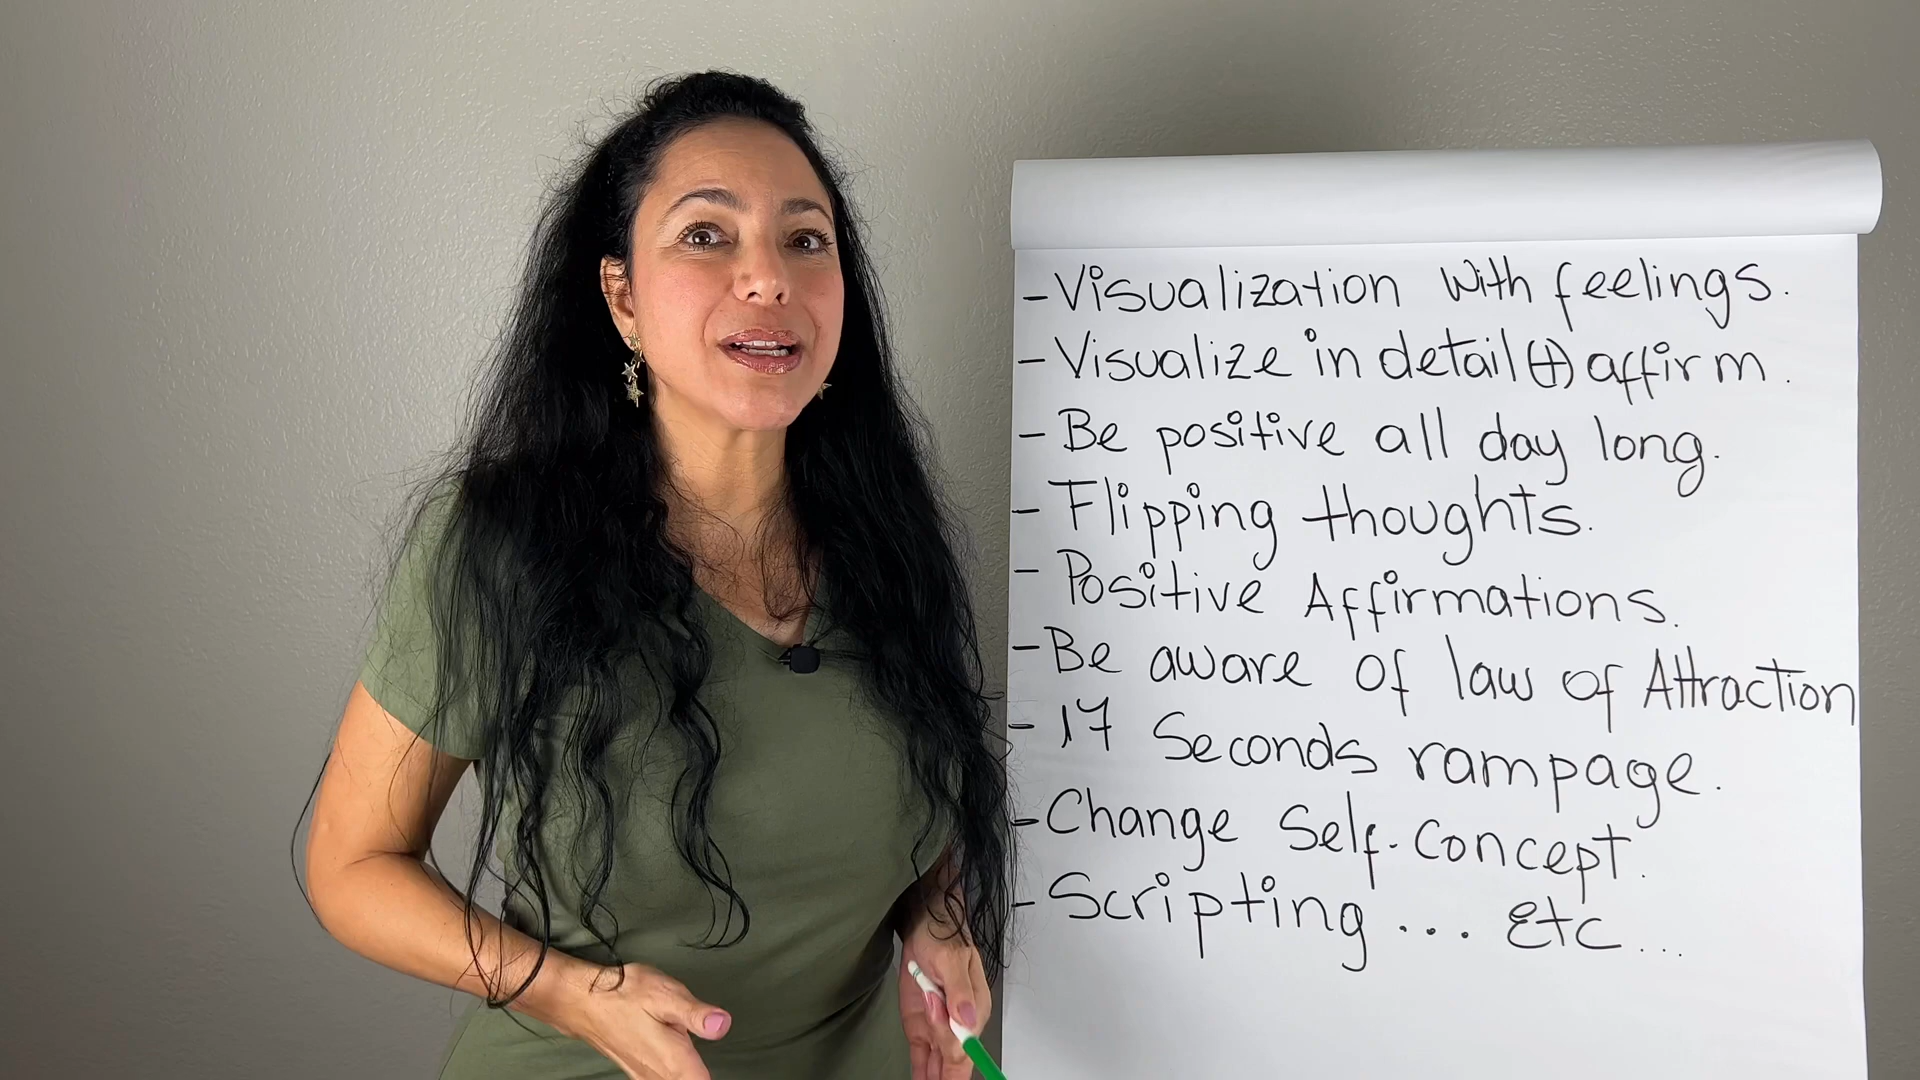 - Visualization with feelings.
- Visualize in detail (+) affirm.
- Be positive all day long.
- Flipping thoughts.
- Positive Affirmations.
- Be aware of law of Attraction
- 17 Seconds rampage.
- Change Self-Concept.
- Scripting... Etc...